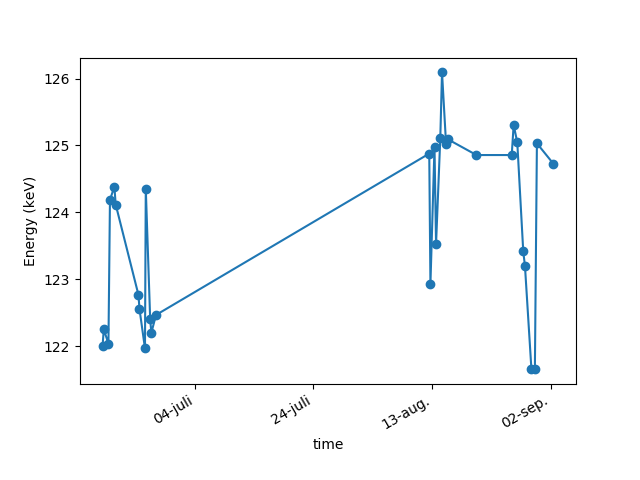 126
125
124
123
122
Energy (keV)
04-juli
24-juli
13-aug.
02-sep.
time